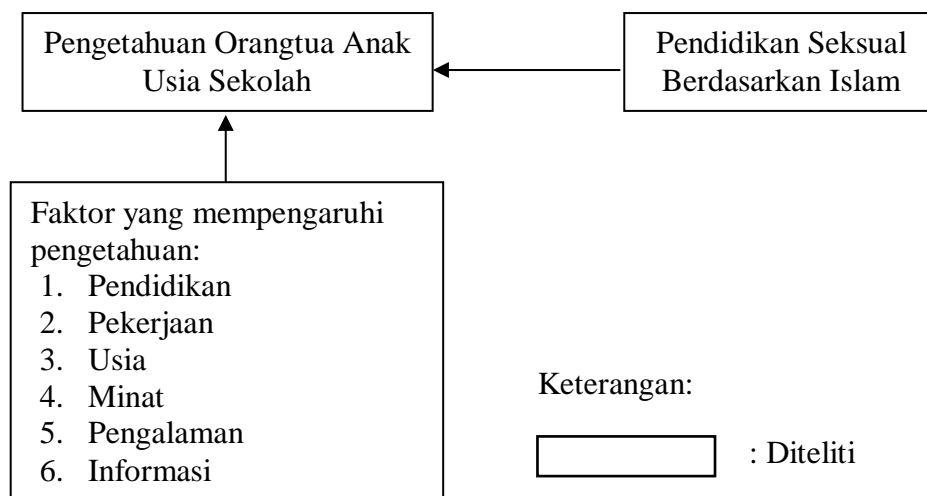 Pengetahuan Orangtua Anak
Usia Sekolah
Pendidikan Seksual
Berdasarkan Islam
Faktor yang mempengaruhi
pengetahuan:
1. Pendidikan
2. Pekerjaan
3. Usia
4. Minat
5. Pengalaman
6. Informasi
Keterangan:
: Diteliti